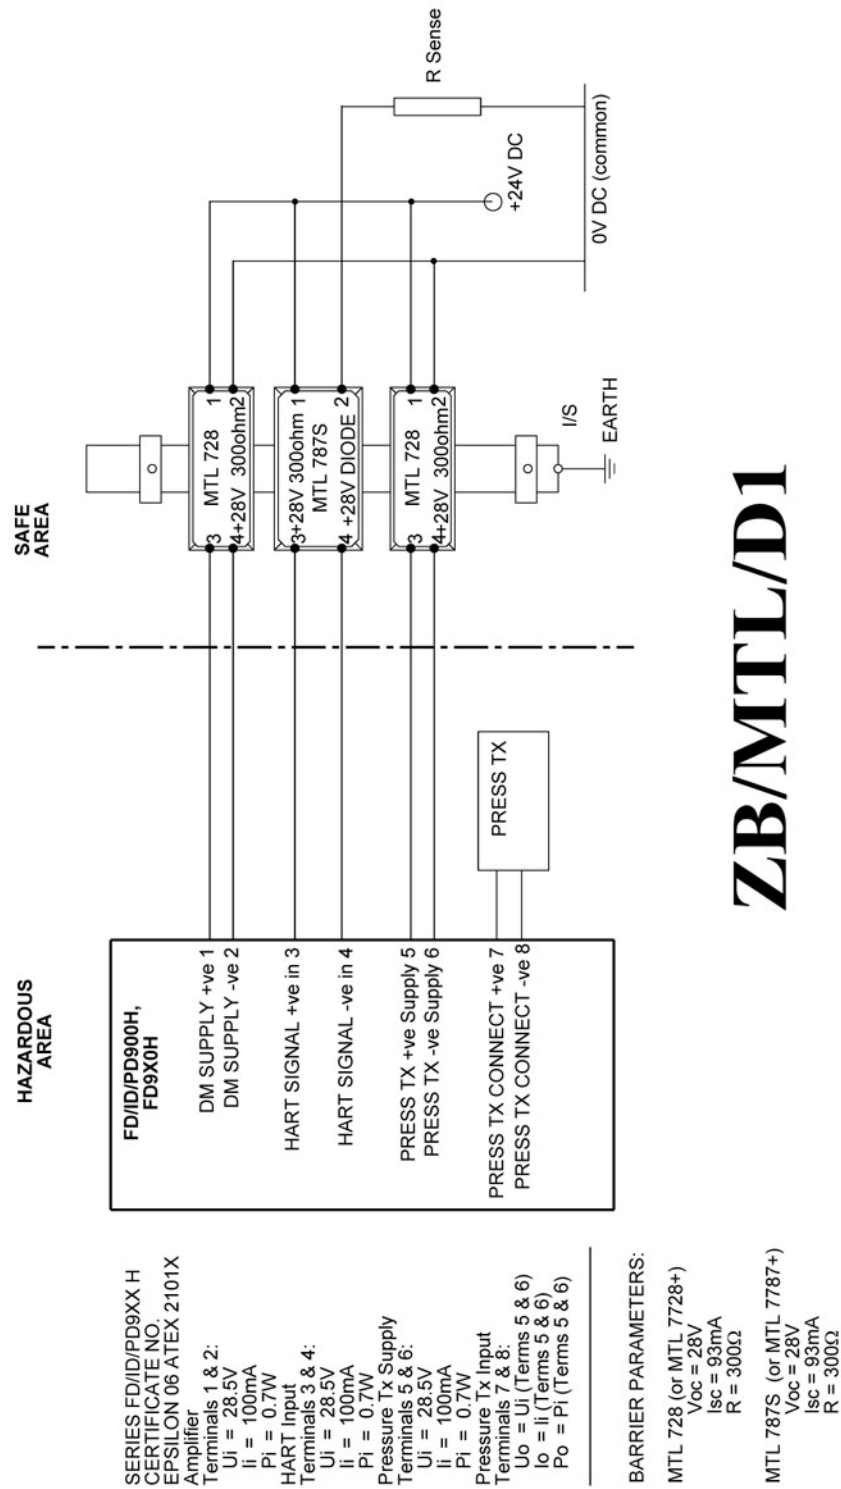 HAZARDOUS
AREA
SAFE
AREA
FD/ID/PD900H,
FD9X0H
DM SUPPLY +ve 1
DM SUPPLY -ve 2
HART SIGNAL +ve in 3
HART SIGNAL -ve in 4
PRESS TX +ve Supply 5
PRESS TX -ve Supply 6
PRESS TX CONNECT +ve 7
PRESS TX CONNECT -ve 8
PRESS TX
3 1
MTL 728
4+28V 300ohm2
3+28V 300ohm 1
MTL 787S
4 +28V DIODE 2
3 1
MTL 728
4+28V 300ohm2
I/S
EARTH
R Sense
+24V DC
0V DC (common)
SERIES FD/ID/PD9XX H
CERTIFICATE NO.
EPSILON 06 ATEX 2101X
Amplifier
Terminals 1 & 2:
Ui = 28.5V
Ii = 100mA
Pi = 0.7W
HART Input
Terminals 3 & 4:
Ui = 28.5V
Ii = 100mA
Pi = 0.7W
Pressure Tx Supply
Terminals 5 & 6:
Ui = 28.5V
Ii = 100mA
Pi = 0.7W
Pressure Tx Input
Terminals 7 & 8:
Uo = Ui (Terms 5 & 6)
Io = Ii (Terms 5 & 6)
Po = Pi (Terms 5 & 6)
BARRIER PARAMETERS:
MTL 728 (or MTL 7728+)
Voc = 28V
Isc = 93mA
R = 300Ω
MTL 787S (or MTL 7787+)
Voc = 28V
Isc = 93mA
R = 300Ω
ZB/MTL/D1